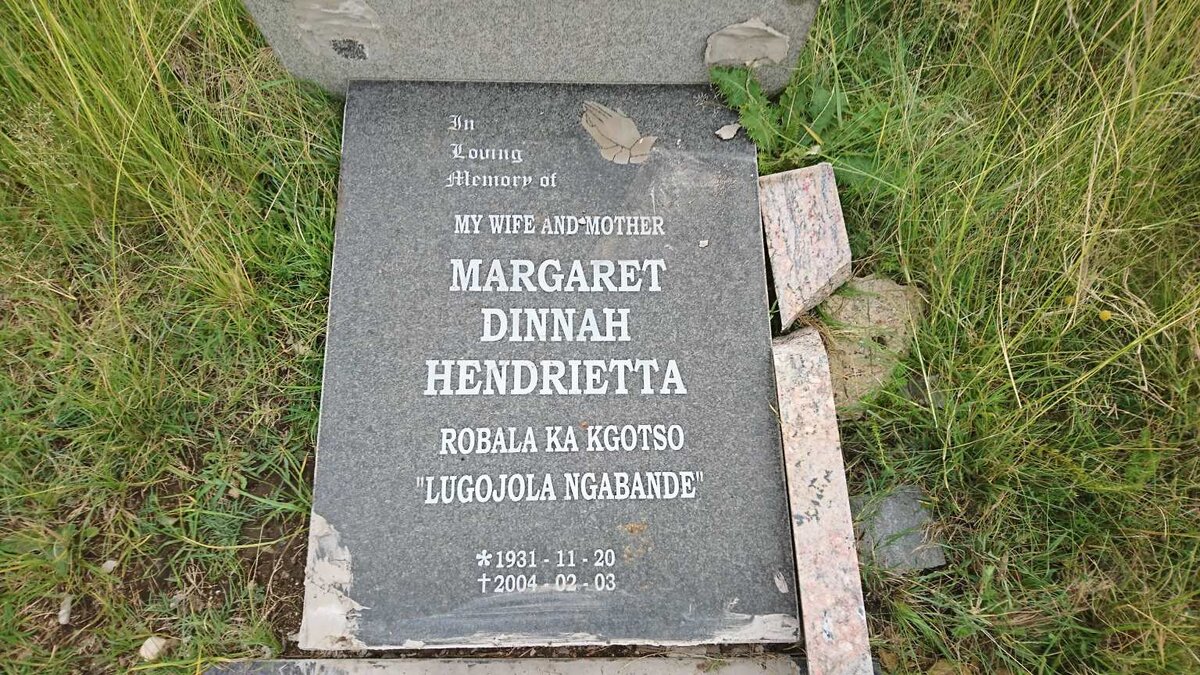 In
Loving
Memory of
MY WIFE AND MOTHER
MARGARET
DINNAH
HENDRIETTA
ROBALA KA KGOTSO
"LUGOJOLA NGABANDE"
*1931 - 11 - 20
†2004 - 02 - 03